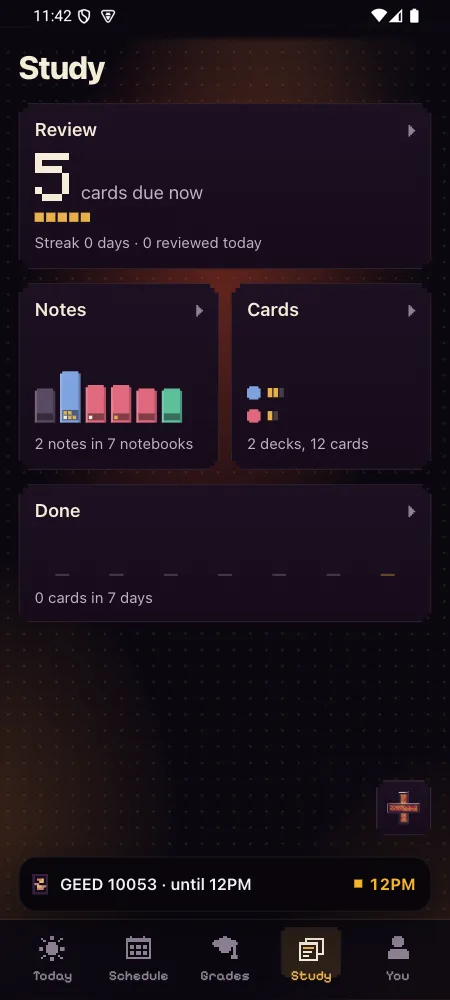 11:42
Study
Review
5 cards due now
Streak 0 days · 0 reviewed today
Notes
2 notes in 7 notebooks
Cards
2 decks, 12 cards
Done
0 cards in 7 days
GEED 10053 · until 12PM
12PM
Today
Schedule
Grades
Study
You